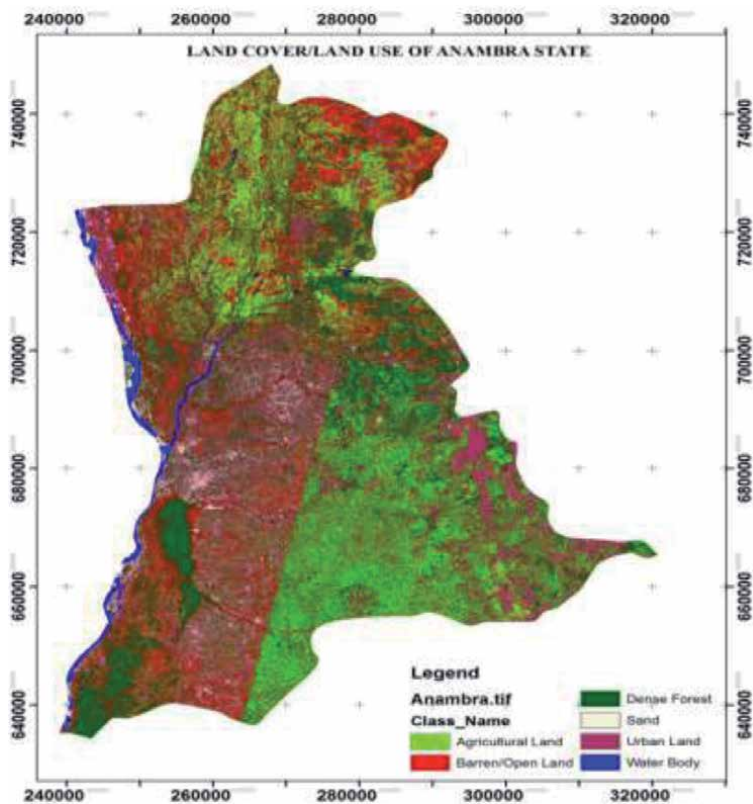 240000 260000 280000 300000 320000
LAND COVER/LAND USE OF ANAMBRA STATE
740000 740000
720000 720000
700000 700000
680000 680000
660000 660000
640000 640000
Legend
Anambra.tif
Class_Name
Agricultural Land
Barren/Open Land
Dense Forest
Sand
Urban Land
Water Body
240000 260000 280000 300000 320000